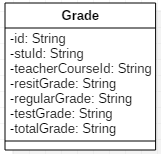 Grade
-id: String
-stuId: String
-teacherCourseId: String
-resitGrade: String
-regularGrade: String
-testGrade: String
-totalGrade: String